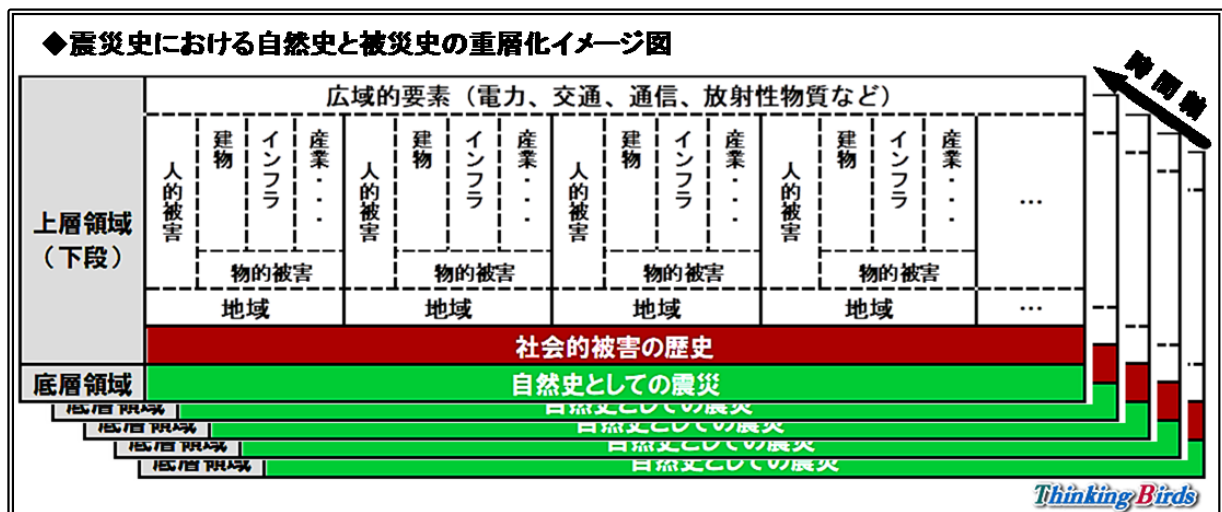 ◆震災史における自然史と被災史の重層化イメージ図
時間軸
広域的要素（電力、交通、通信、放射性物質など）
上層領域
（下段）
人的被害
建物
インフラ
産業・・・
物的被害
地域
人的被害
建物
インフラ
産業・・・
物的被害
地域
人的被害
建物
インフラ
産業・・・
物的被害
地域
人的被害
建物
インフラ
産業・・・
物的被害
地域
…
…
社会的被害の歴史
底層領域
自然史としての震災
底層領域
自然史としての震災
底層領域
自然史としての震災
底層領域
自然史としての震災
底層領域
自然史としての震災
Thinking Birds